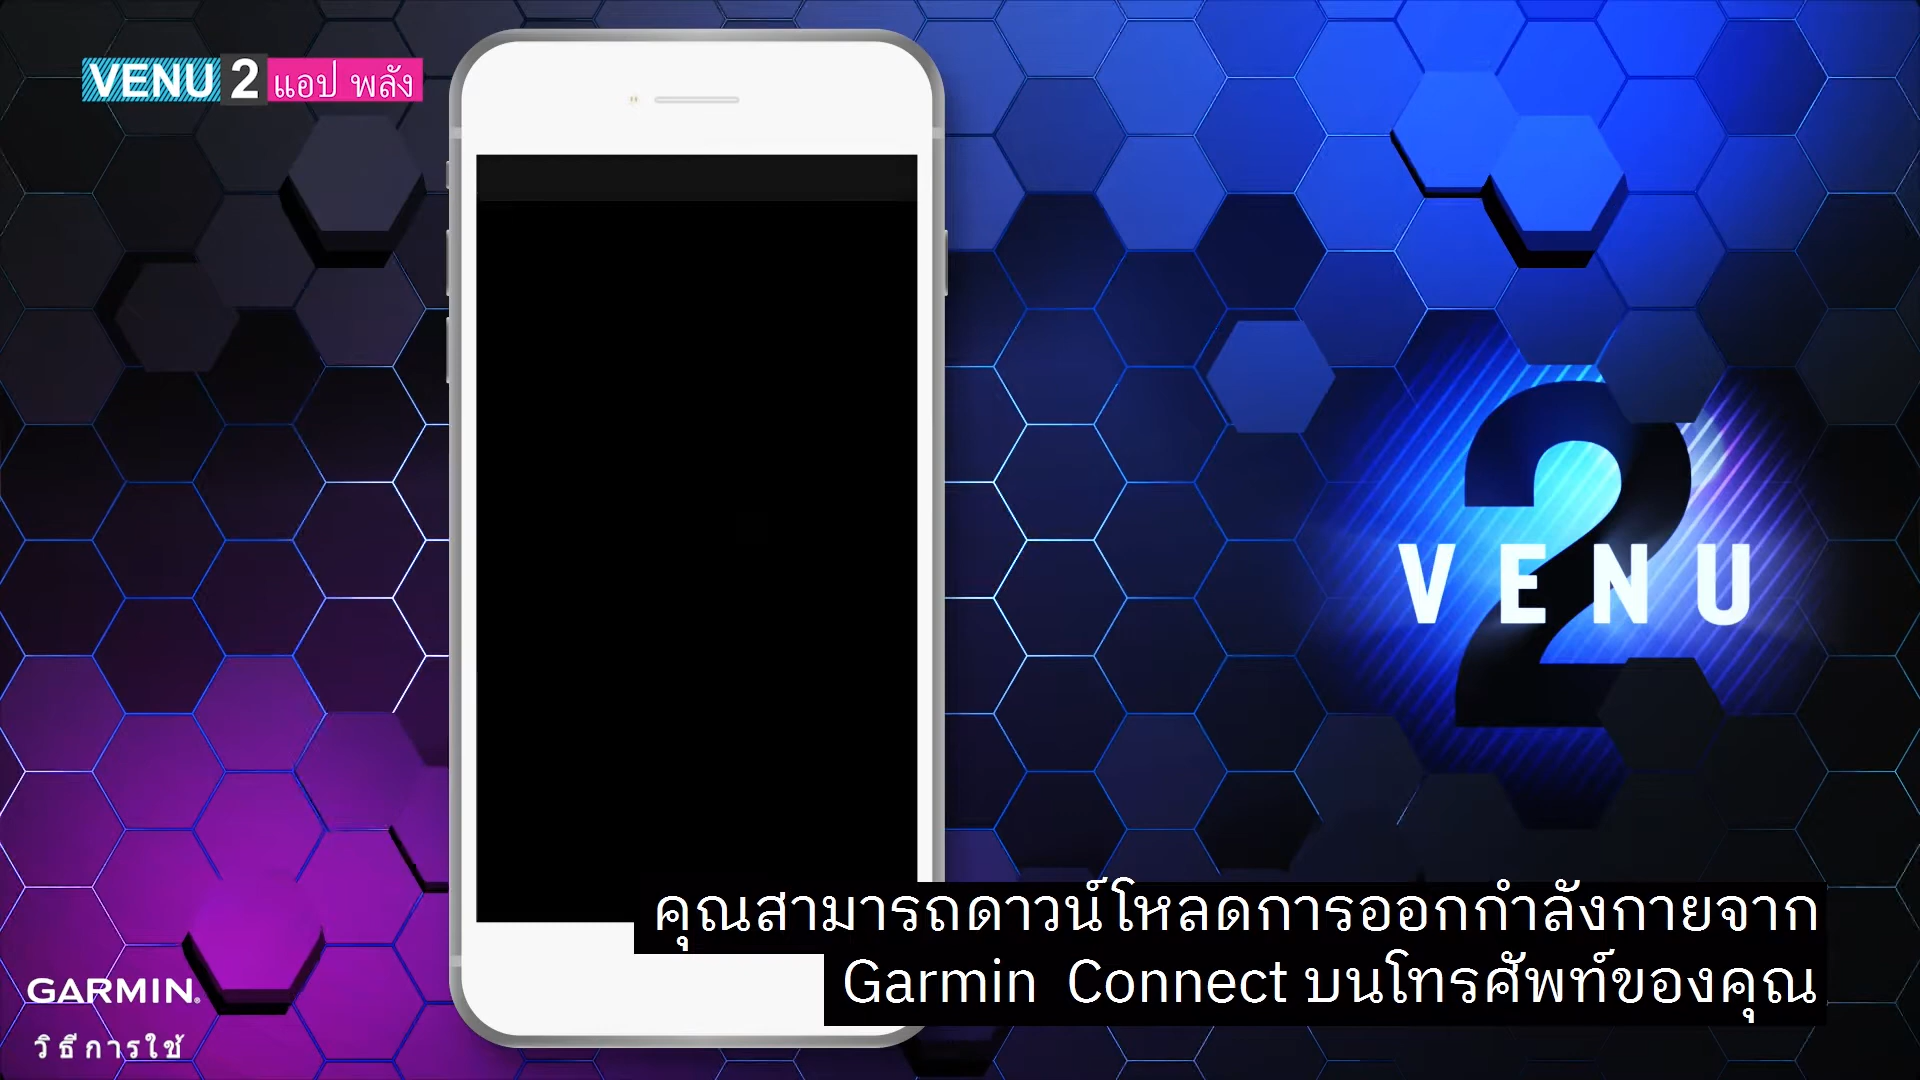 VENU 2 แอป พลัง
2
VENU
คุณสามารถดาวน์โหลดการออกกำลังกายจาก
Garmin Connect บนโทรศัพท์ของคุณ
GARMIN.
วิธีการใช้